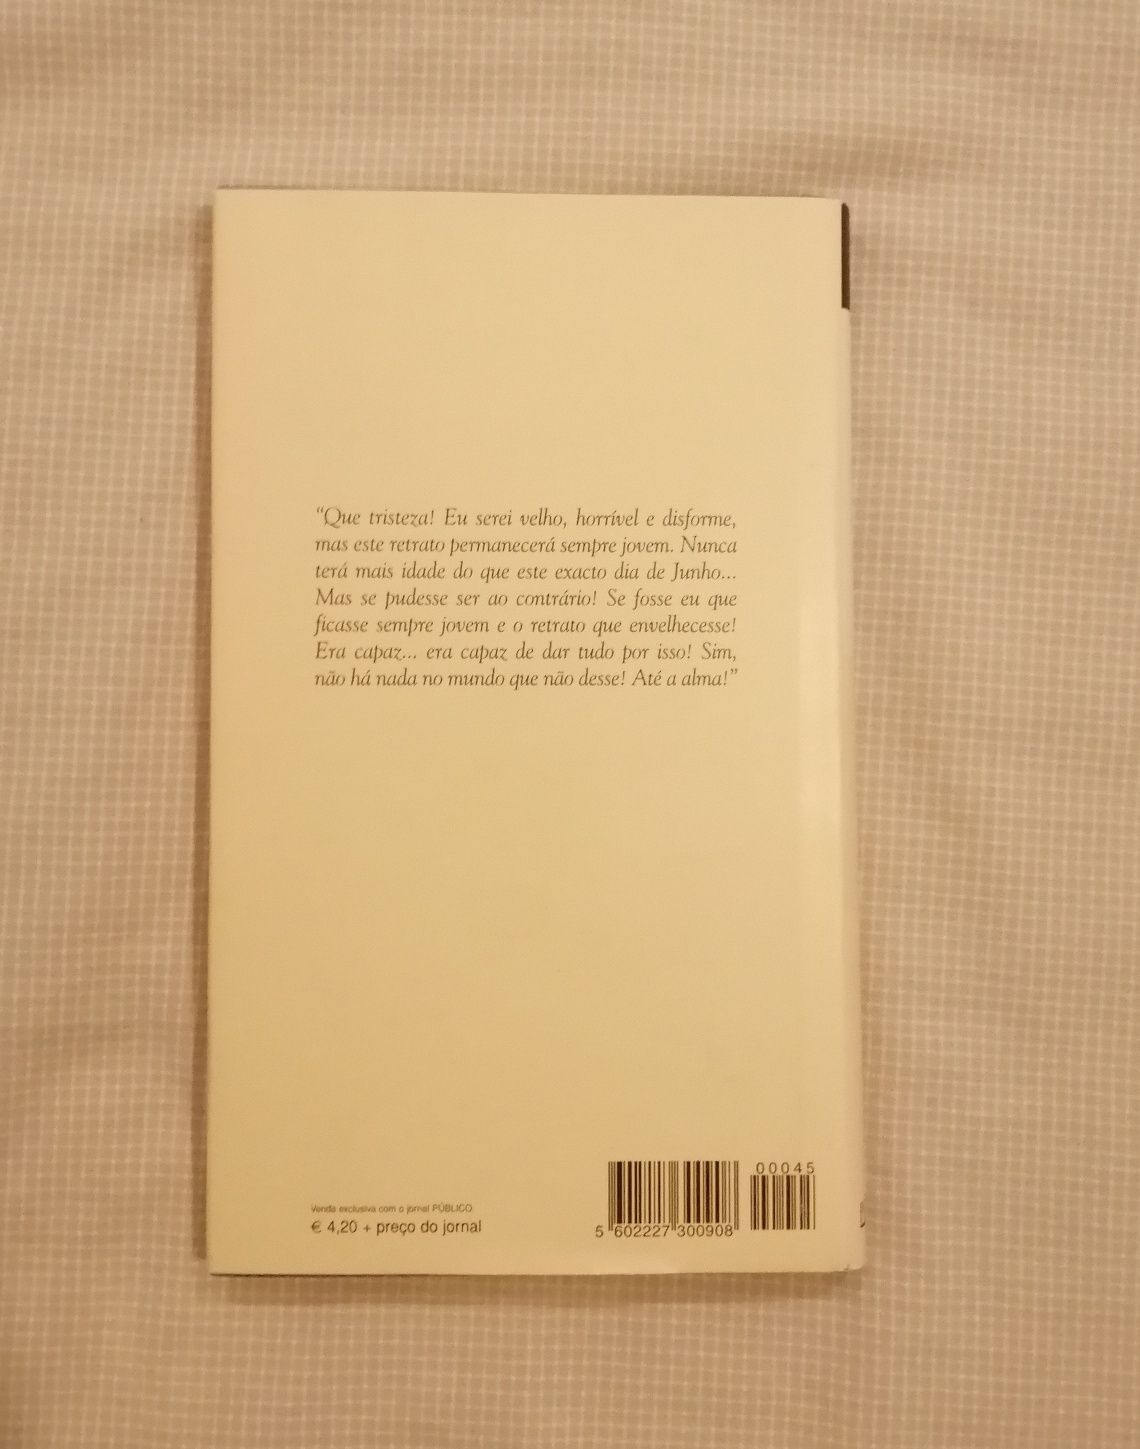 “Que tristeza! Eu serei velho, horrível e disforme,
mas este retrato permanecerá sempre jovem. Nunca
terá mais idade do que este exacto dia de Junho...
Mas se pudesse ser ao contrário! Se fosse eu que
ficasse sempre jovem e o retrato que envelhecesse!
Era capaz... era capaz de dar tudo por isso! Sim,
não há nada no mundo que não desse! Até a alma!”
Venda exclusiva com o jornal PÚBLICO
€ 4,20 + preço do jornal
00045
5 602227 300908